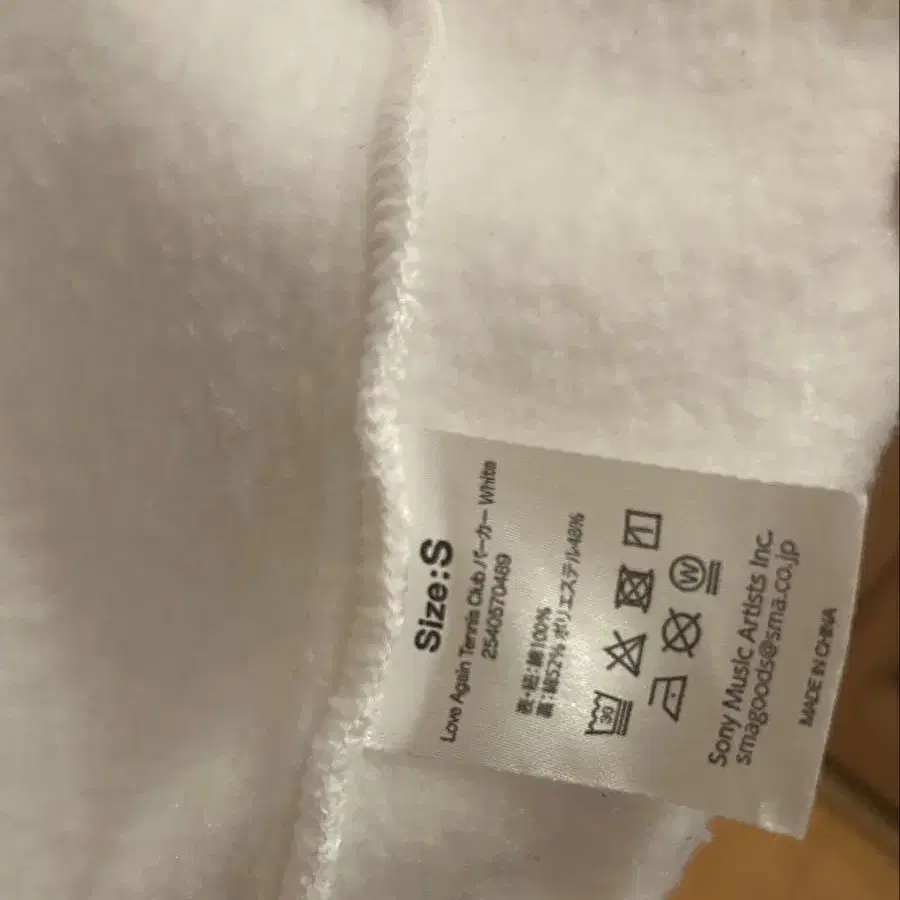 Size:S
Love Again Tennis Club パーカー White
2540570489
表・紐:綿100%
裏:綿52% ポリエステル48%
30
W
Sony Music Artists Inc.
smagoods@sma.co.jp
MADE IN CHINA